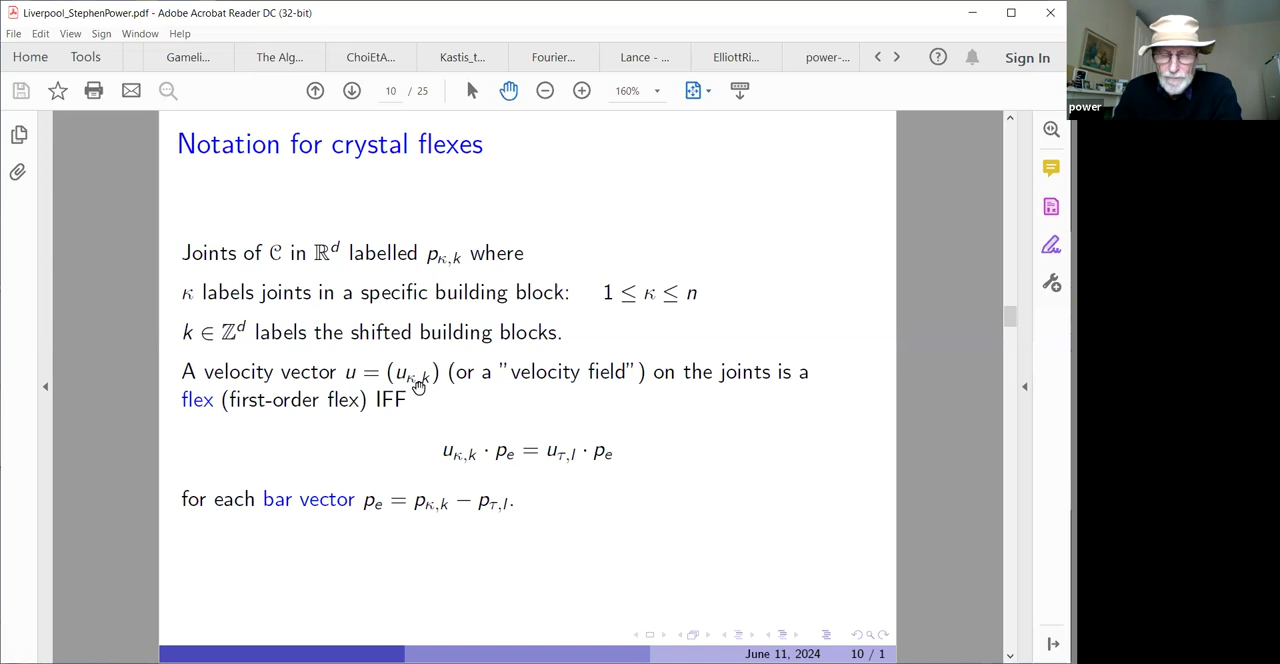 Liverpool_StephenPower.pdf - Adobe Acrobat Reader DC (32-bit)
File Edit View Sign Window Help
Home Tools Gameli... The Alg... ChoiEtA... Kastis_t... Fourier... Lance - ... ElliottRi... power-... Sign In
10 / 25 160%
power
Notation for crystal flexes
Joints of 𝒞 in ℝᵈ labelled p_{κ,k} where
κ labels joints in a specific building block: 1 ≤ κ ≤ n
k ∈ ℤᵈ labels the shifted building blocks.
A velocity vector u = (u_{κ,k}) (or a ”velocity field”) on the joints is a
flex (first-order flex) IFF
u_{κ,k} · p_e = u_{τ,l} · p_e
for each bar vector p_e = p_{κ,k} − p_{τ,l}.
June 11, 2024 10 / 1